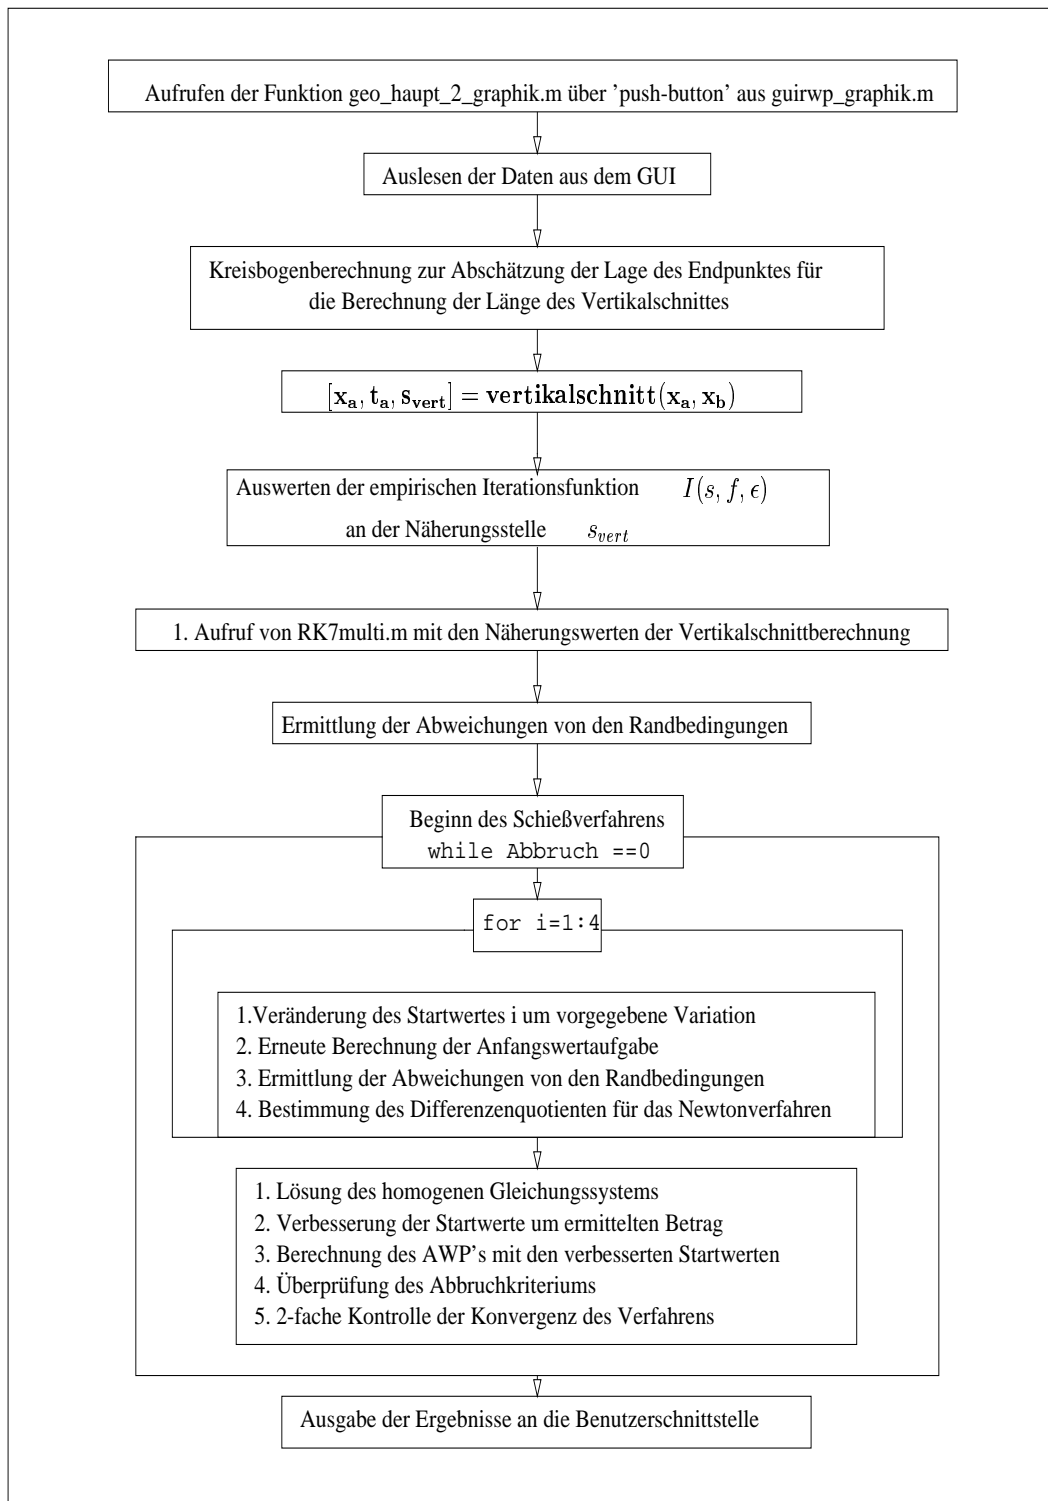 Aufrufen der Funktion geo_haupt_2_graphik.m über ’push-button’ aus guirwp_graphik.m
Auslesen der Daten aus dem GUI
Kreisbogenberechnung zur Abschätzung der Lage des Endpunktes für
die Berechnung der Länge des Vertikalschnittes
[x_a, t_a, s_vert] = vertikalschnitt(x_a, x_b)
Auswerten der empirischen Iterationsfunktion I(s, f, ϵ)
an der Näherungsstelle s_vert
1. Aufruf von RK7multi.m mit den Näherungswerten der Vertikalschnittberechnung
Ermittlung der Abweichungen von den Randbedingungen
Beginn des Schießverfahrens
while Abbruch ==0
for i=1:4
1.Veränderung des Startwertes i um vorgegebene Variation
2. Erneute Berechnung der Anfangswertaufgabe
3. Ermittlung der Abweichungen von den Randbedingungen
4. Bestimmung des Differenzenquotienten für das Newtonverfahren
1. Lösung des homogenen Gleichungssystems
2. Verbesserung der Startwerte um ermittelten Betrag
3. Berechnung des AWP’s mit den verbesserten Startwerten
4. Überprüfung des Abbruchkriteriums
5. 2-fache Kontrolle der Konvergenz des Verfahrens
Ausgabe der Ergebnisse an die Benutzerschnittstelle